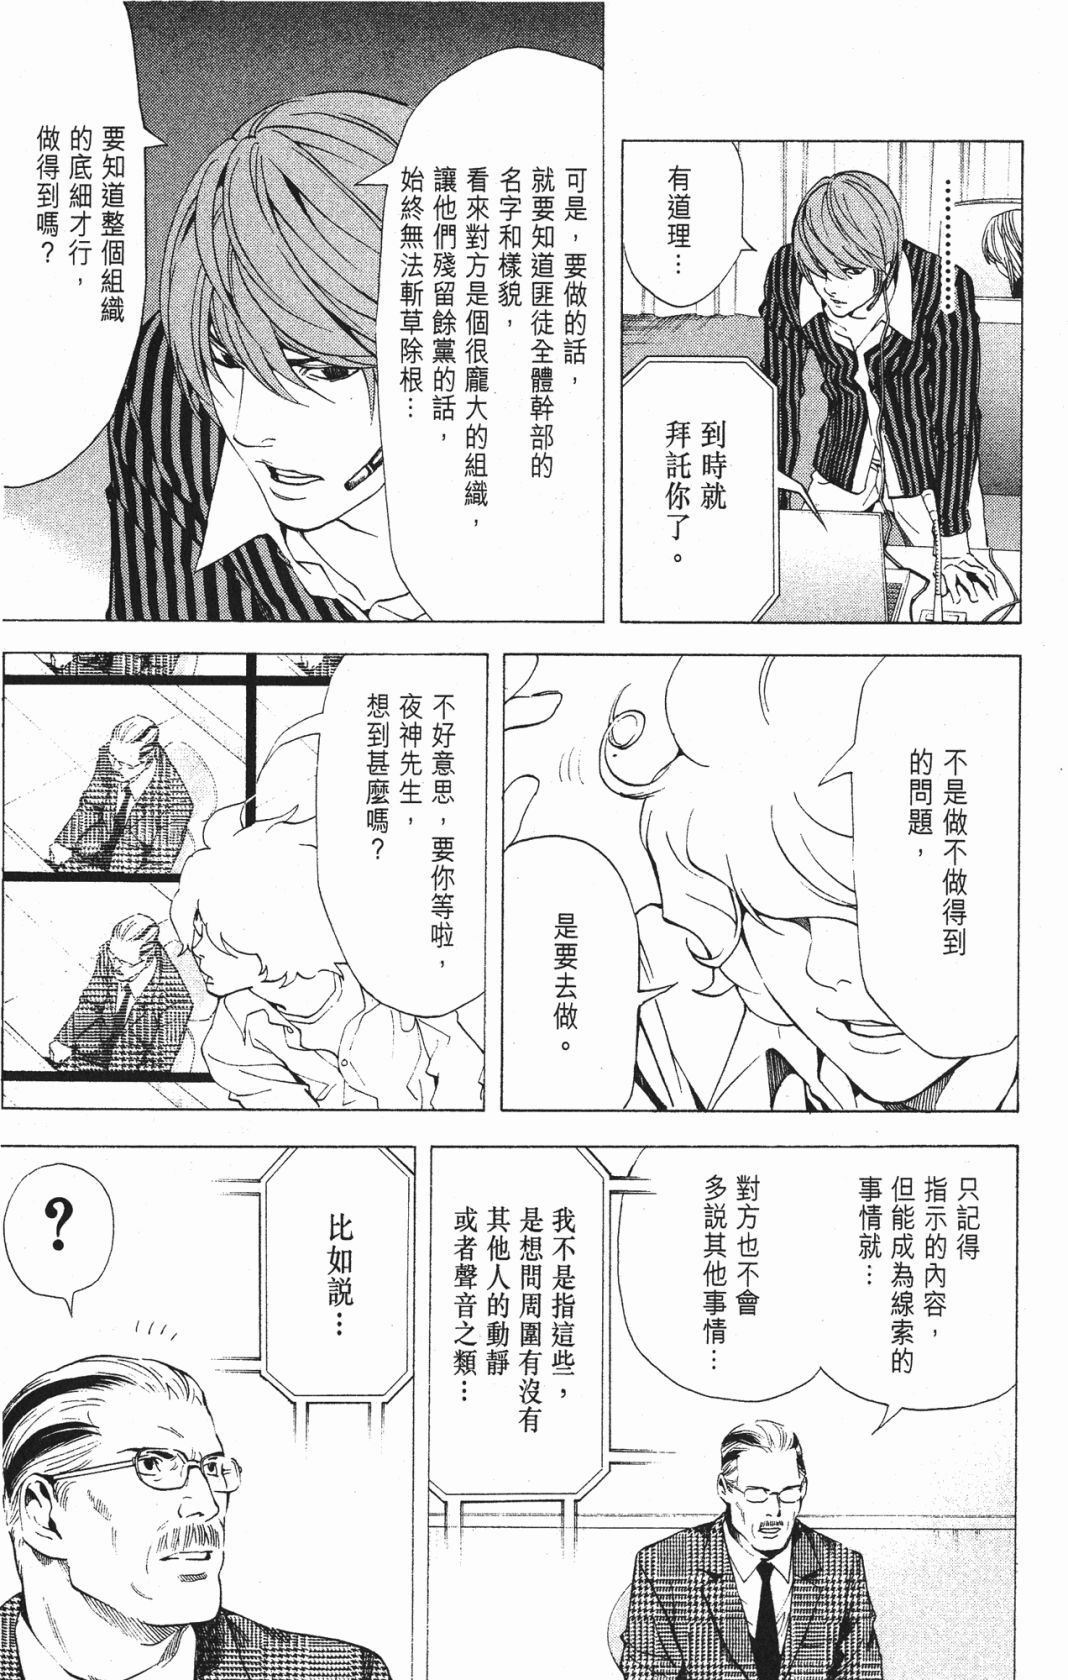 …………
有道理…
到時就
拜託你了。
可是，要做的話，
就要知道匪徒全體幹部的
名字和樣貌，
看來對方是個很龐大的組織，
讓他們殘留餘黨的話，
始終無法斬草除根…
要知道整個組織
的底細才行，
做得到嗎？
不是做不做得到
的問題，
是要去做。
不好意思，要你等啦，
夜神先生，
想到甚麼嗎？
只記得
指示的內容，
但能成為線索的
事情就…
對方也不會
多說其他事情…
我不是指這些，
是想問周圍有沒有
其他人的動靜
或者聲音之類…
比如說…
？